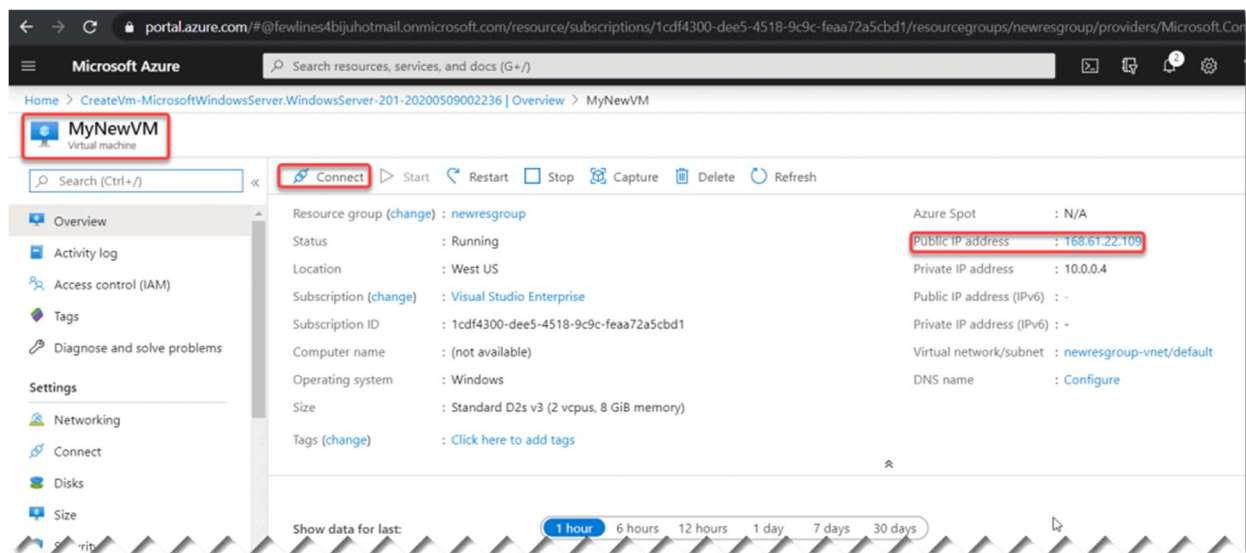 portal.azure.com/#@fewlines4bijuhotmail.onmicrosoft.com/resource/subscriptions/1cdf4300-dee5-4518-9c9c-feaa72a5cbd1/resourcegroups/newresgroup/providers/Microsoft.Com
Microsoft Azure Search resources, services, and docs (G+/) 2
Home > CreateVm-MicrosoftWindowsServer.WindowsServer-201-20200509002236 | Overview > MyNewVM
MyNewVM
Virtual machine
Search (Ctrl+/) «
Connect Start Restart Stop Capture Delete Refresh
Overview
Activity log
Access control (IAM)
Tags
Diagnose and solve problems
Settings
Networking
Connect
Disks
Size
Resource group (change) : newresgroup
Status : Running
Location : West US
Subscription (change) : Visual Studio Enterprise
Subscription ID : 1cdf4300-dee5-4518-9c9c-feaa72a5cbd1
Computer name : (not available)
Operating system : Windows
Size : Standard D2s v3 (2 vcpus, 8 GiB memory)
Tags (change) : Click here to add tags
Azure Spot : N/A
Public IP address : 168.61.22.109
Private IP address : 10.0.0.4
Public IP address (IPv6) : -
Private IP address (IPv6) : -
Virtual network/subnet : newresgroup-vnet/default
DNS name : Configure
Show data for last: 1 hour 6 hours 12 hours 1 day 7 days 30 days